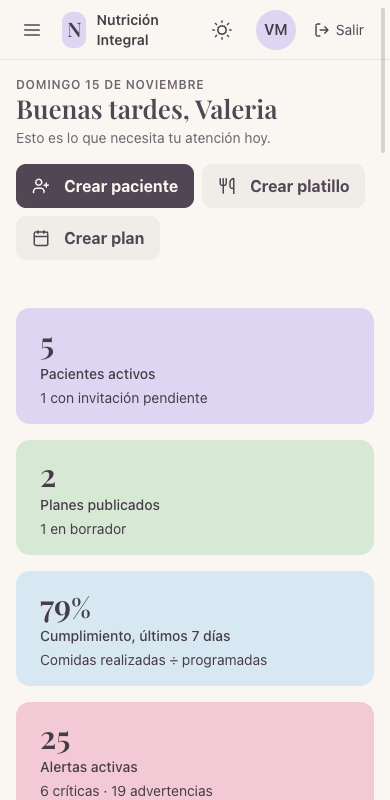 N
Nutrición
Integral
VM
Salir
DOMINGO 15 DE NOVIEMBRE
Buenas tardes, Valeria
Esto es lo que necesita tu atención hoy.
Crear paciente
Crear platillo
Crear plan
5
Pacientes activos
1 con invitación pendiente
2
Planes publicados
1 en borrador
79%
Cumplimiento, últimos 7 días
Comidas realizadas ÷ programadas
25
Alertas activas
6 críticas · 19 advertencias